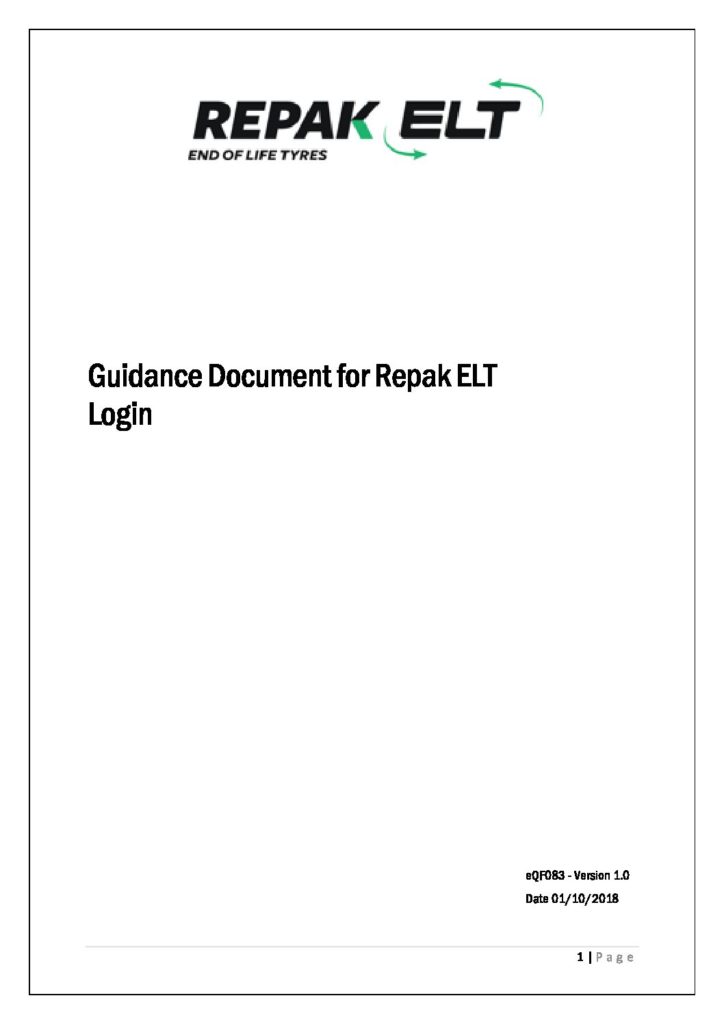 REPAK ELT
END OF LIFE TYRES
Guidance Document for Repak ELT
Login
eQF083 - Version 1.0
Date 01/10/2018
1 | Page